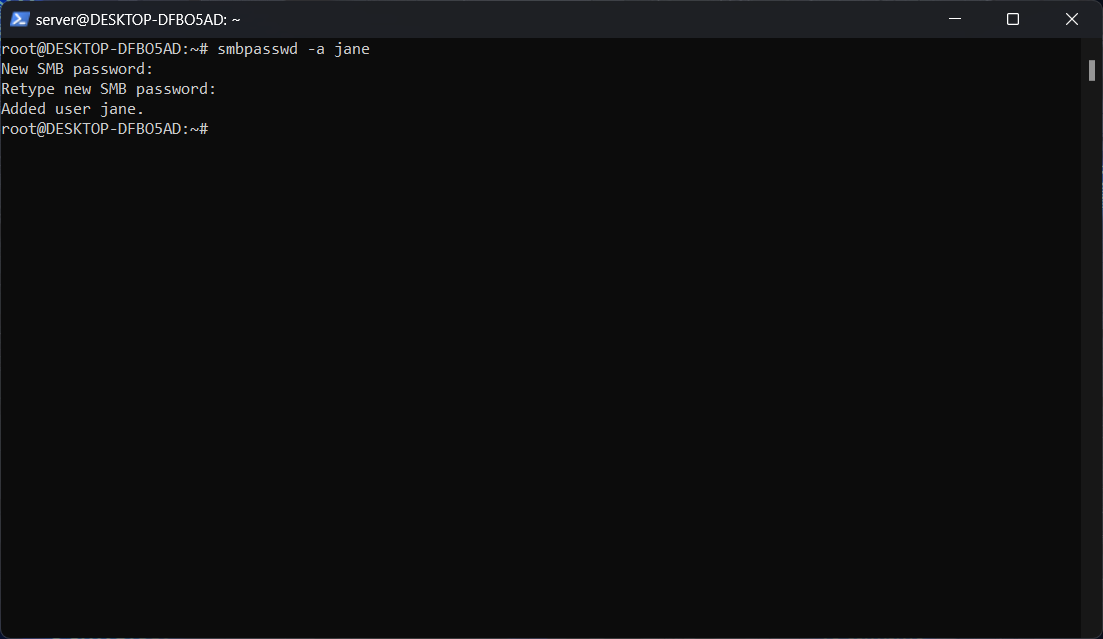 server@DESKTOP-DFBO5AD: ~
root@DESKTOP-DFBO5AD:~# smbpasswd -a jane
New SMB password:
Retype new SMB password:
Added user jane.
root@DESKTOP-DFBO5AD:~#